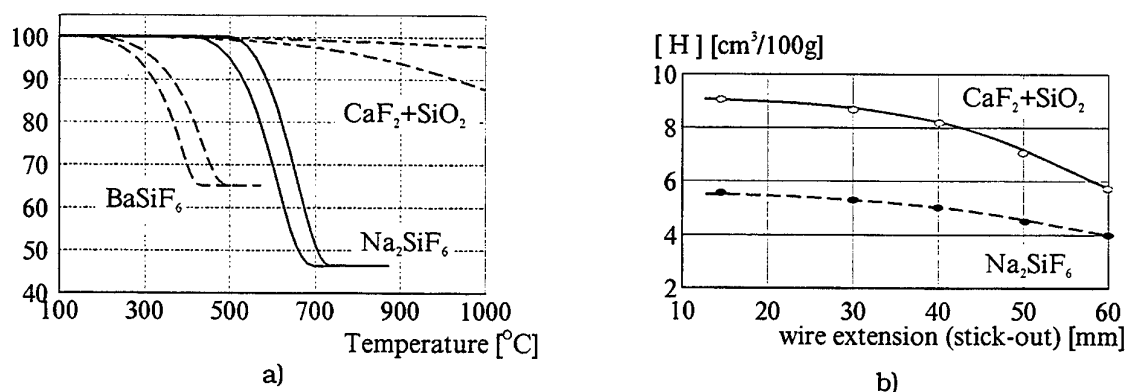 100
90
80
70
60
50
40
100 300 500 700 900 1000
Temperature [°C]
CaF₂+SiO₂
BaSiF₆
Na₂SiF₆
a)
[ H ] [cm³/100g]
10
8
6
4
2
10 20 30 40 50 60
wire extension (stick-out) [mm]
CaF₂+SiO₂
Na₂SiF₆
b)